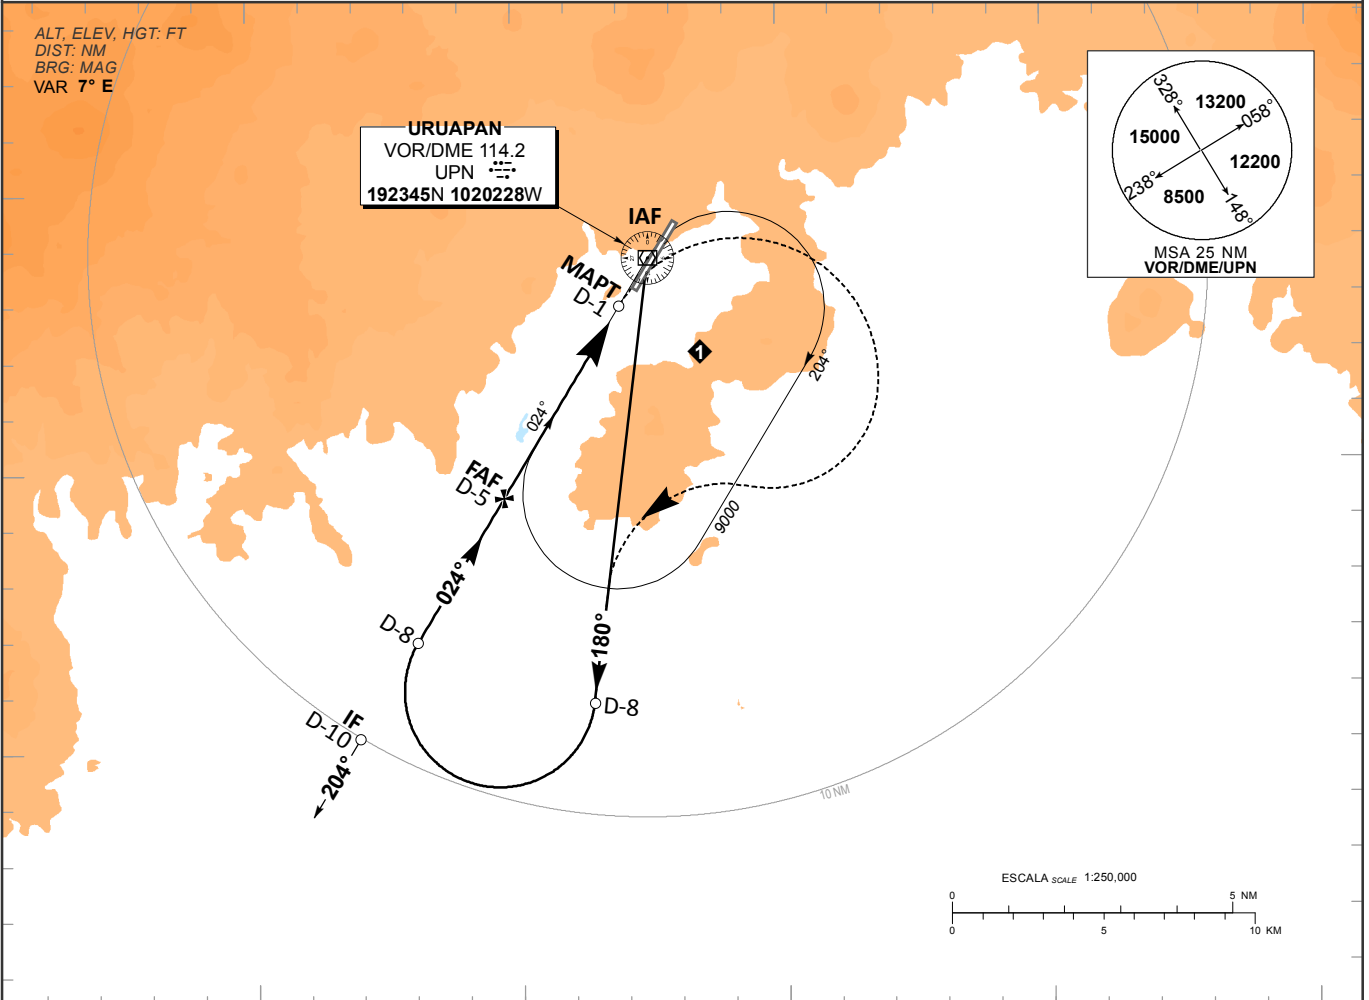 ALT, ELEV, HGT: FT
DIST: NM
BRG: MAG
VAR 7° E
URUAPAN
VOR/DME 114.2
UPN
192345N 1020228W
IAF
MAPT
D-1
1
204°
024°
FAF
D-5
9000
024°
D-8
180°
D-8
IF
D-10
204°
10 NM
328°
13200
058°
15000
12200
238°
8500
148°
MSA 25 NM
VOR/DME/UPN
ESCALA SCALE 1:250,000
0 5 NM
0 5 10 KM